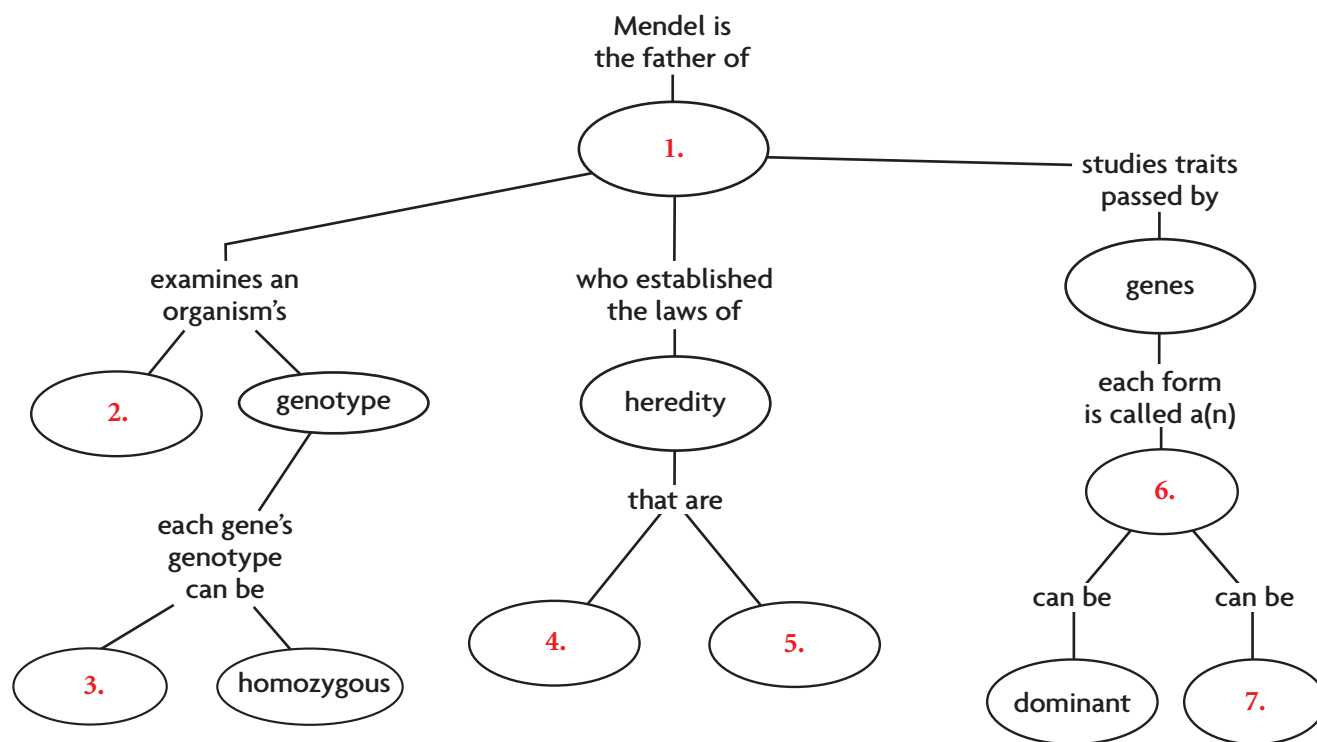 Mendel is
the father of
1.
studies traits
passed by
examines an
organism's
who established
the laws of
genes
2.
genotype
heredity
each form
is called a(n)
each gene's
genotype
can be
that are
6.
can be
can be
3.
homozygous
4.
5.
dominant
7.